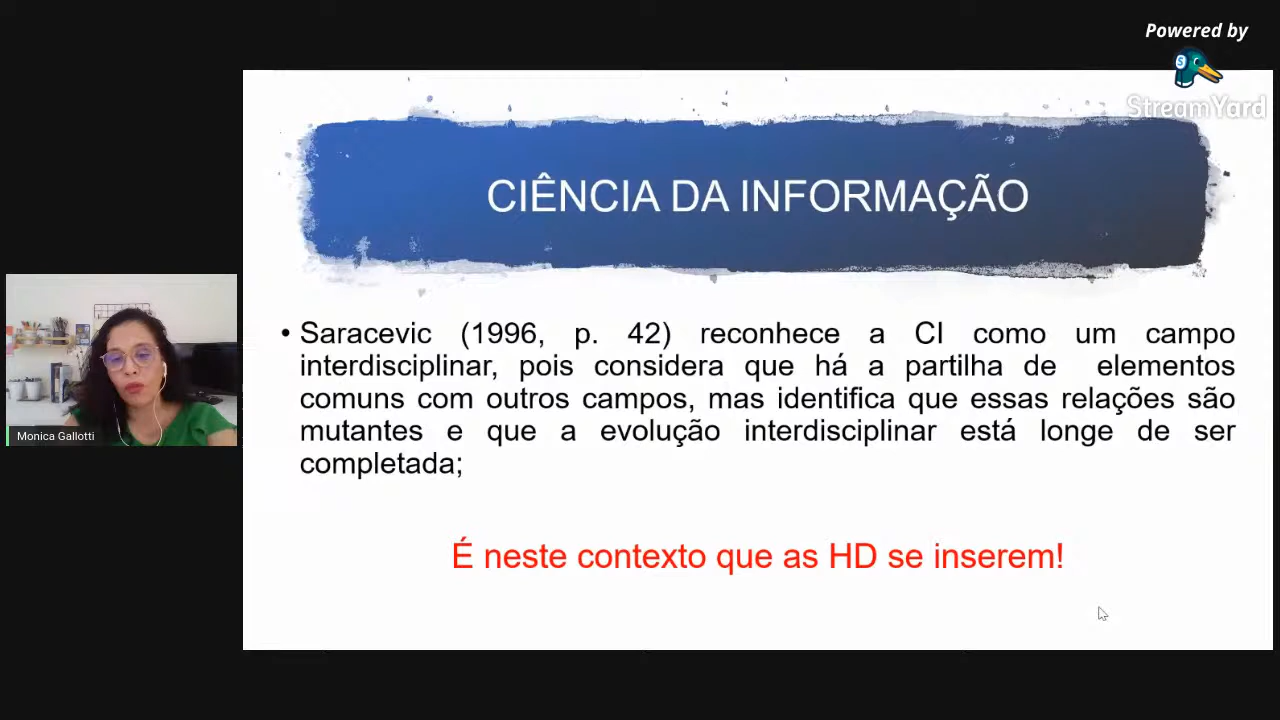 Powered by
StreamYard
CIÊNCIA DA INFORMAÇÃO
• Saracevic (1996, p. 42) reconhece a CI como um campo
interdisciplinar, pois considera que há a partilha de elementos
comuns com outros campos, mas identifica que essas relações são
mutantes e que a evolução interdisciplinar está longe de ser
completada;
É neste contexto que as HD se inserem!
Monica Gallotti